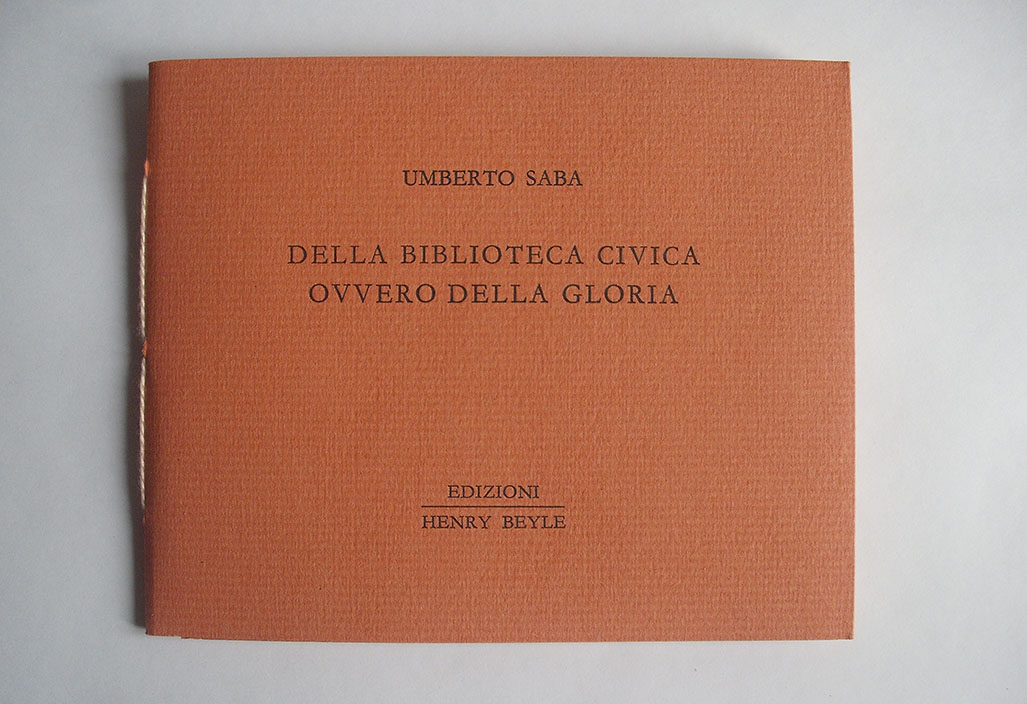 UMBERTO SABA
DELLA BIBLIOTECA CIVICA
OVVERO DELLA GLORIA
EDIZIONI
HENRY BEYLE